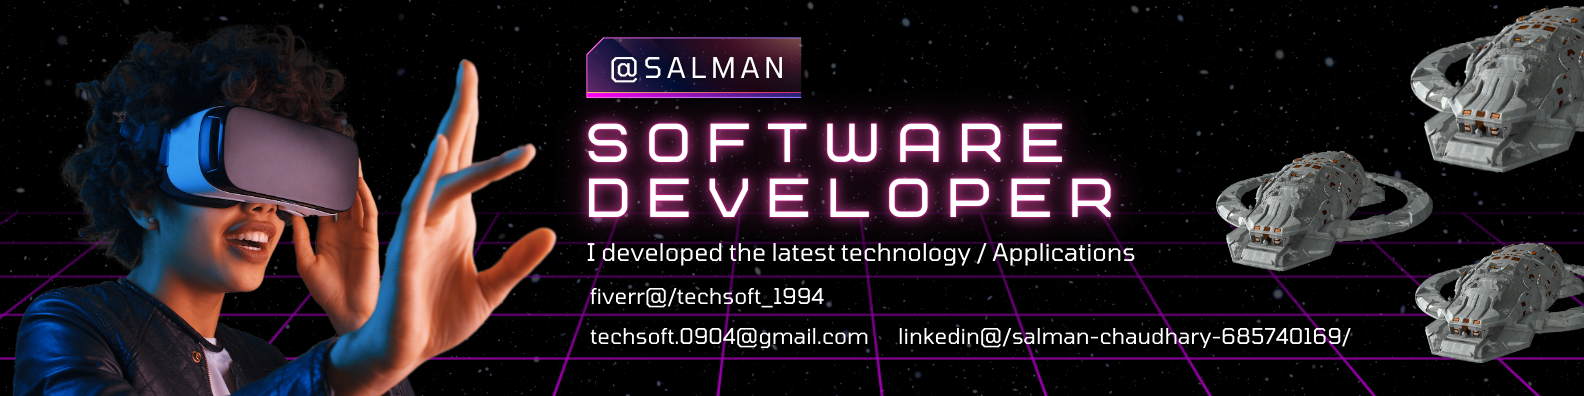 @SALMAN
SOFTWARE
DEVELOPER
I developed the latest technology / Applications
fiverr@/techsoft_1994
techsoft.0904@gmail.com linkedin@/salman-chaudhary-685740169/